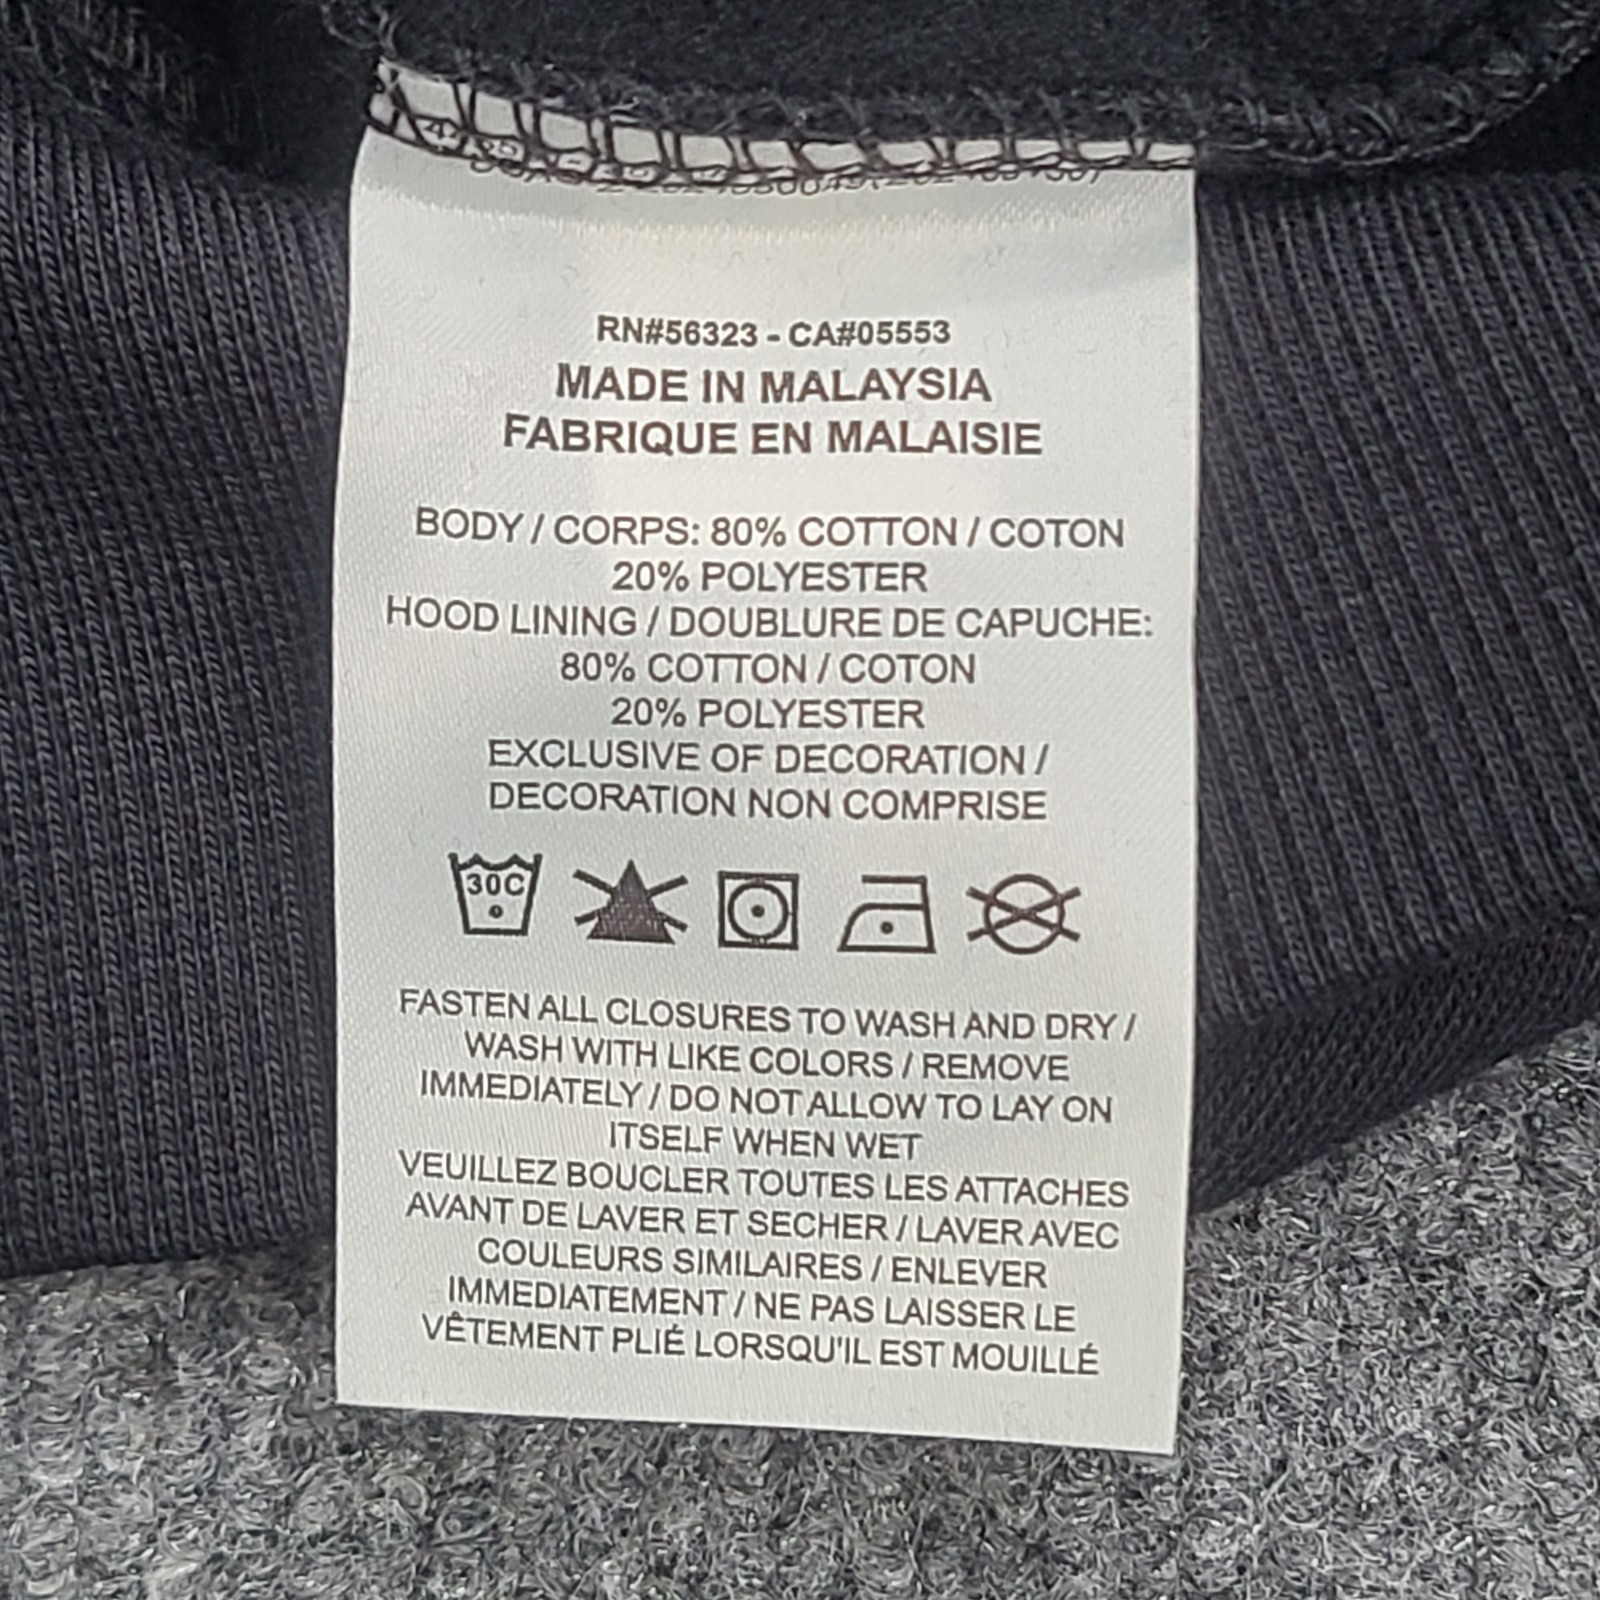 RN#56323 - CA#05553
MADE IN MALAYSIA
FABRIQUE EN MALAISIE
BODY / CORPS: 80% COTTON / COTON
20% POLYESTER
HOOD LINING / DOUBLURE DE CAPUCHE:
80% COTTON / COTON
20% POLYESTER
EXCLUSIVE OF DECORATION /
DECORATION NON COMPRISE
30C
FASTEN ALL CLOSURES TO WASH AND DRY /
WASH WITH LIKE COLORS / REMOVE
IMMEDIATELY / DO NOT ALLOW TO LAY ON
ITSELF WHEN WET
VEUILLEZ BOUCLER TOUTES LES ATTACHES
AVANT DE LAVER ET SECHER / LAVER AVEC
COULEURS SIMILAIRES / ENLEVER
IMMEDIATEMENT / NE PAS LAISSER LE
VÊTEMENT PLIÉ LORSQU'IL EST MOUILLÉ